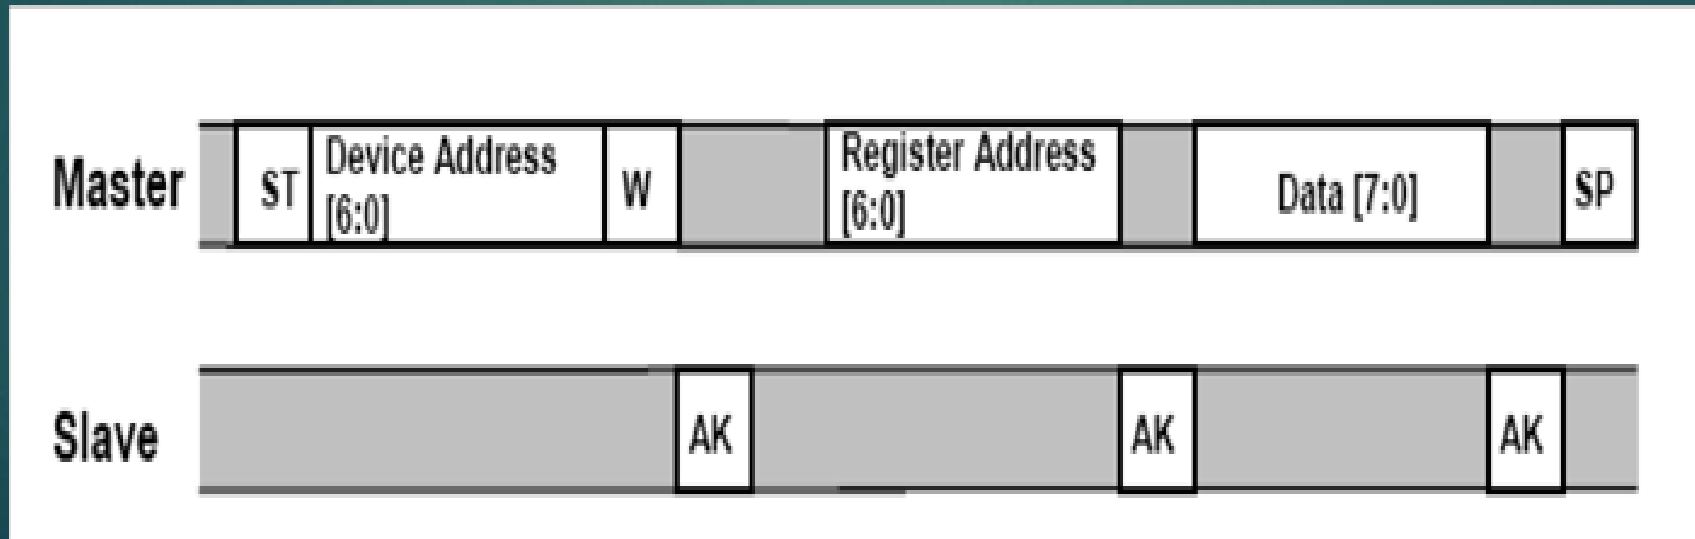 Master
ST
Device Address
[6:0]
W
Register Address
[6:0]
Data [7:0]
SP
Slave
AK
AK
AK